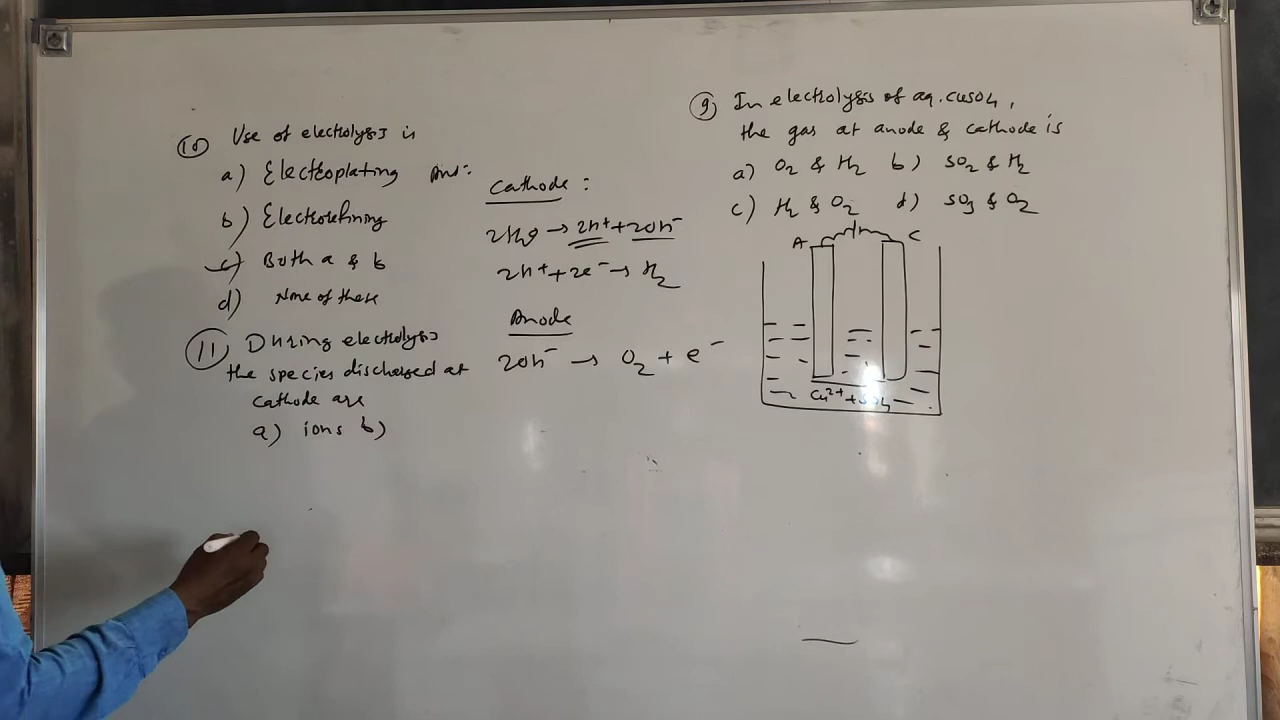 10) Use of electrolysis is
a) Electroplating
b) Electrorefining
c) Both a & b
d) None of these
11) During electrolysis
the species discharged at
cathode are
a) ions b)
Ans:
Cathode :
2H2O → 2H+ + 2OH-
2H+ + 2e- → H2
Anode
2OH- → O2 + e-
9) In electrolysis of aq. CuSO4,
the gas at anode & cathode is
a) O2 & H2 b) SO2 & H2
c) H2 & O2 d) SO3 & O2
A C
Cu2+ + SO4